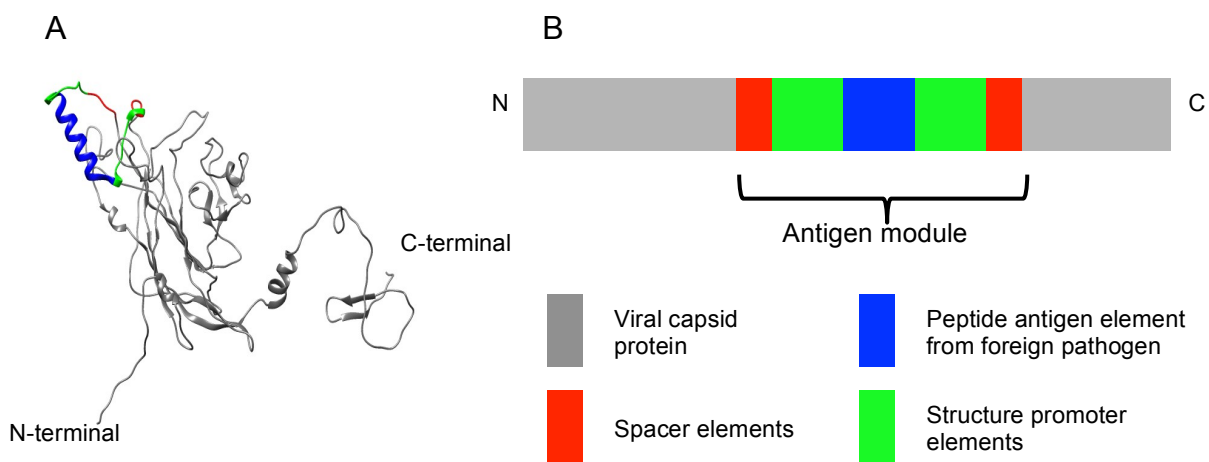 A
B
N
C
C-terminal
N-terminal
Antigen module
Viral capsid
protein
Peptide antigen element
from foreign pathogen
Spacer elements
Structure promoter
elements